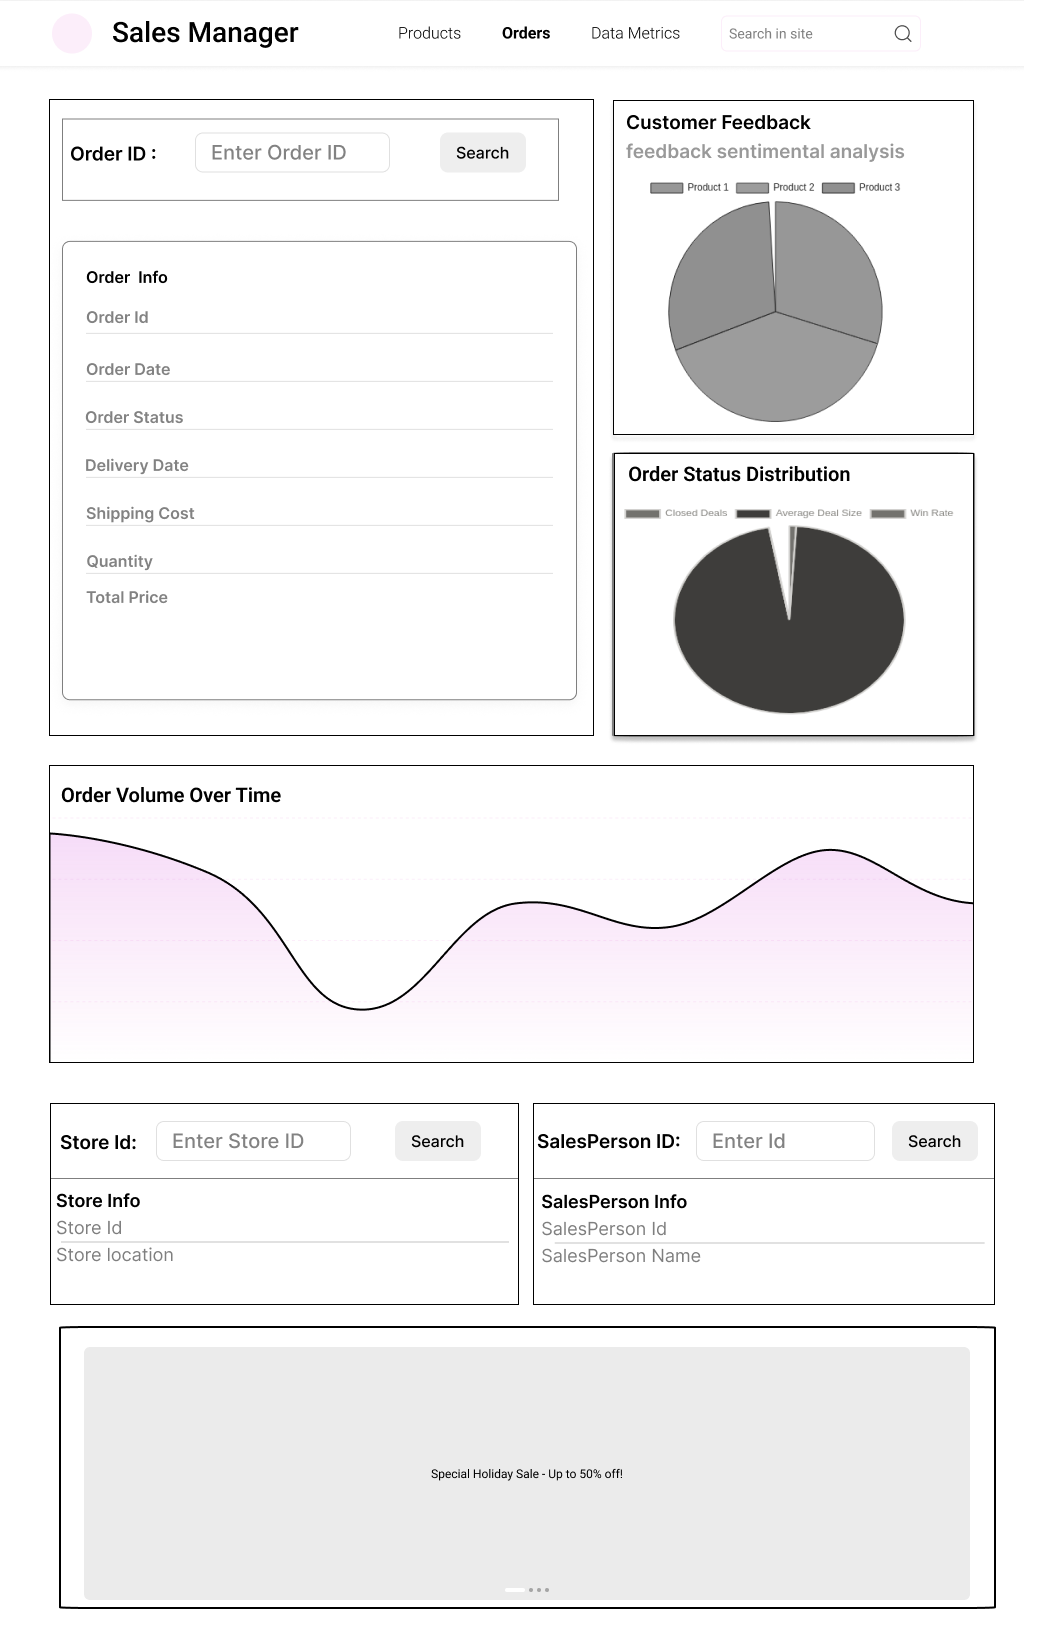 Sales Manager
Products
Orders
Data Metrics
Search in site
Order ID :
Enter Order ID
Search
Order Info
Order Id
Order Date
Order Status
Delivery Date
Shipping Cost
Quantity
Total Price
Customer Feedback
feedback sentimental analysis
Product 1
Product 2
Product 3
Order Status Distribution
Closed Deals
Average Deal Size
Win Rate
Order Volume Over Time
Store Id:
Enter Store ID
Search
Store Info
Store Id
Store location
SalesPerson ID:
Enter Id
Search
SalesPerson Info
SalesPerson Id
SalesPerson Name
Special Holiday Sale - Up to 50% off!